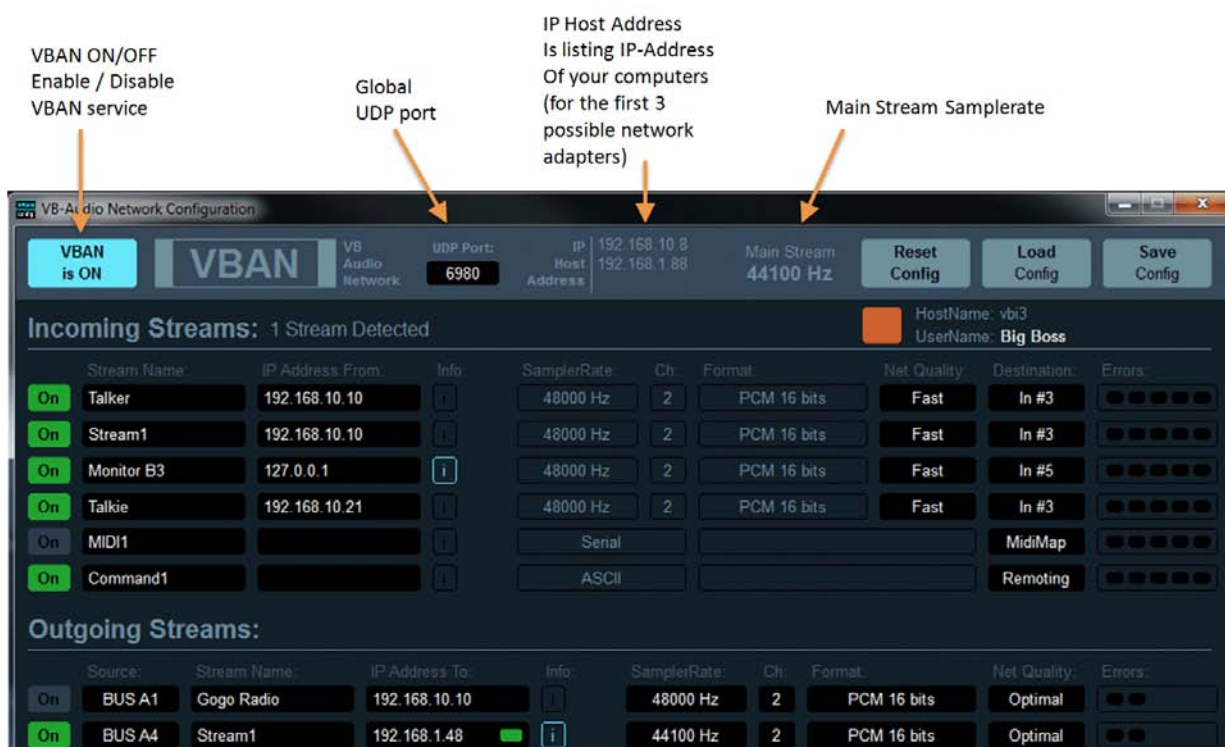 VBAN ON/OFF
Enable / Disable
VBAN service
Global
UDP port
IP Host Address
Is listing IP-Address
Of your computers
(for the first 3
possible network
adapters)
Main Stream Samplerate
VB-Audio Network Configuration
VBAN
is ON
VBAN
VB
Audio
Network
UDP Port:
6980
IP
Host
Address
192.168.10.8
192.168.1.88
Main Stream
44100 Hz
Reset
Config
Load
Config
Save
Config
Incoming Streams: 1 Stream Detected
HostName: vbi3
UserName: Big Boss
Stream Name: IP Address From: Info: SamplerRate: Ch: Format: Net Quality: Destination: Errors:
On Talker 192.168.10.10 i 48000 Hz 2 PCM 16 bits Fast In #3
On Stream1 192.168.10.10 i 48000 Hz 2 PCM 16 bits Fast In #3
On Monitor B3 127.0.0.1 i 48000 Hz 2 PCM 16 bits Fast In #5
On Talkie 192.168.10.21 i 48000 Hz 2 PCM 16 bits Fast In #3
On MIDI1 i Serial MidiMap
On Command1 i ASCII Remoting
Outgoing Streams:
Source: Stream Name: IP Address To: Info: SamplerRate: Ch: Format: Net Quality: Errors:
On BUS A1 Gogo Radio 192.168.10.10 i 48000 Hz 2 PCM 16 bits Optimal
On BUS A4 Stream1 192.168.1.48 i 44100 Hz 2 PCM 16 bits Optimal